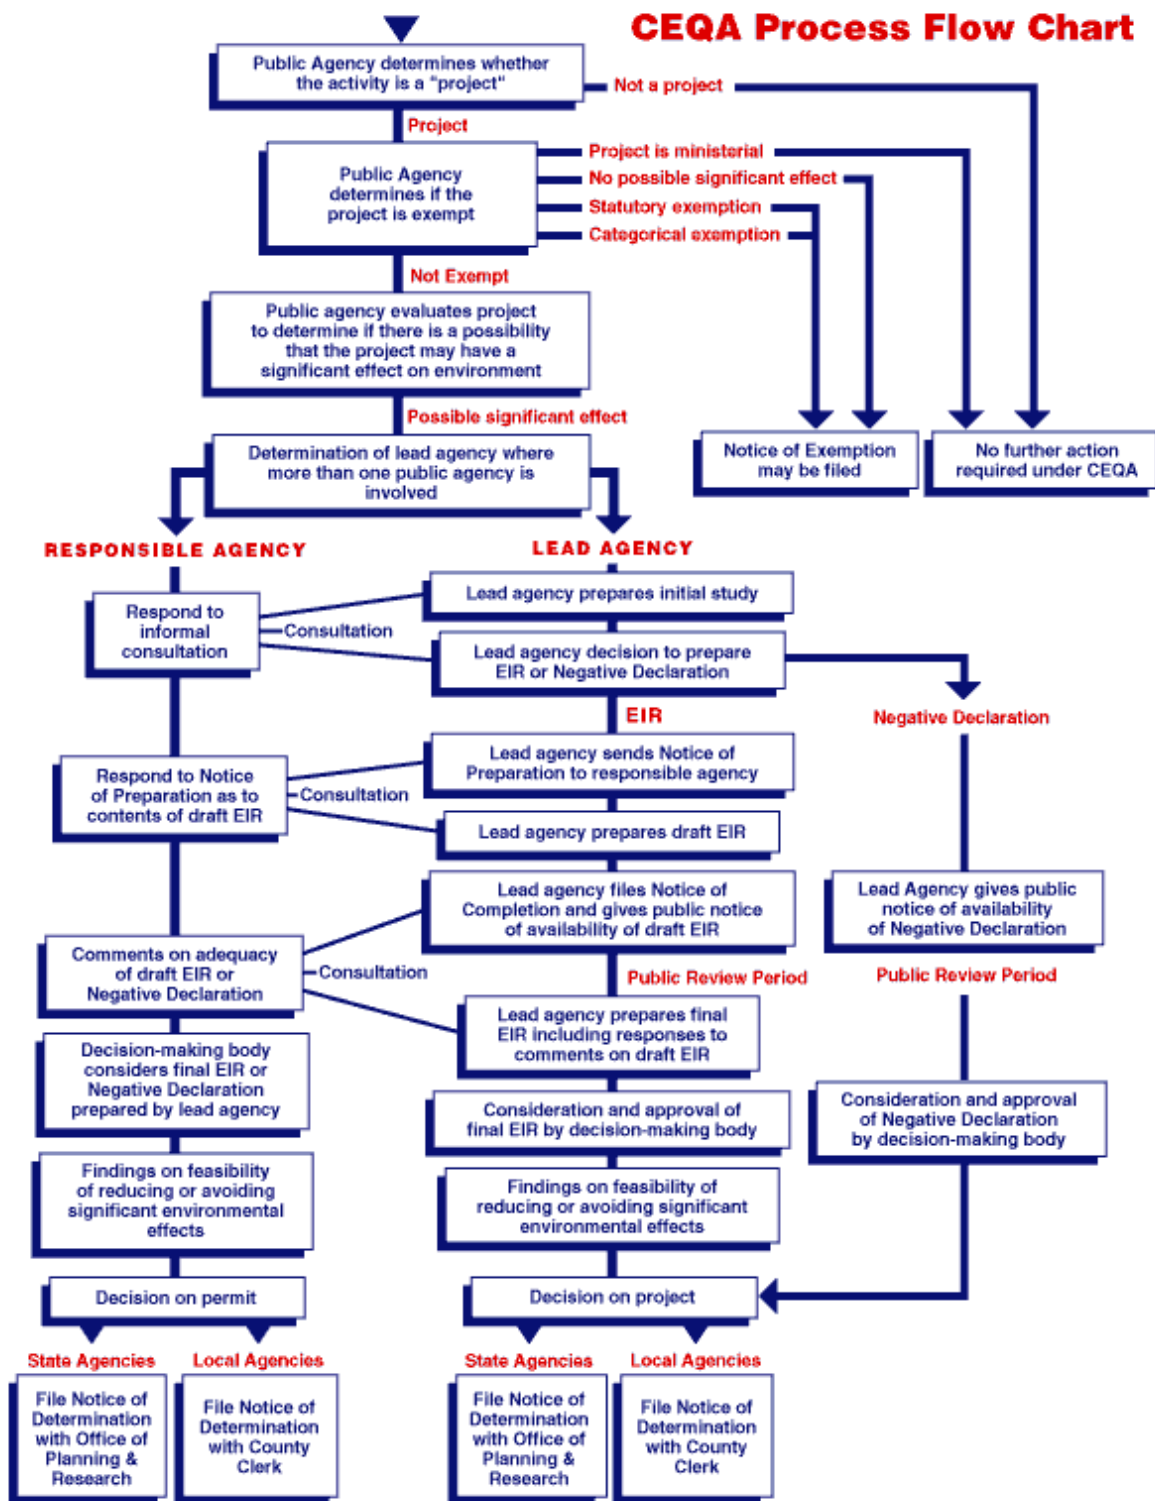 CEQA Process Flow Chart
Public Agency determines whether
the activity is a "project"
Not a project
Project
Public Agency
determines if the
project is exempt
Project is ministerial
No possible significant effect
Statutory exemption
Categorical exemption
Not Exempt
Public agency evaluates project
to determine if there is a possibility
that the project may have a
significant effect on environment
Possible significant effect
Determination of lead agency where
more than one public agency is
involved
Notice of Exemption
may be filed
No further action
required under CEQA
RESPONSIBLE AGENCY
LEAD AGENCY
Respond to
informal
consultation
Consultation
Lead agency prepares initial study
Lead agency decision to prepare
EIR or Negative Declaration
EIR
Negative Declaration
Respond to Notice
of Preparation as to
contents of draft EIR
Consultation
Lead agency sends Notice of
Preparation to responsible agency
Lead agency prepares draft EIR
Lead agency files Notice of
Completion and gives public notice
of availability of draft EIR
Lead Agency gives public
notice of availability
of Negative Declaration
Comments on adequacy
of draft EIR or
Negative Declaration
Consultation
Public Review Period
Public Review Period
Lead agency prepares final
EIR including responses to
comments on draft EIR
Decision-making body
considers final EIR or
Negative Declaration
prepared by lead agency
Consideration and approval of
final EIR by decision-making body
Consideration and approval
of Negative Declaration
by decision-making body
Findings on feasibility
of reducing or avoiding
significant environmental
effects
Findings on feasibility of
reducing or avoiding significant
environmental effects
Decision on permit
Decision on project
State Agencies
Local Agencies
State Agencies
Local Agencies
File Notice of
Determination
with Office of
Planning &
Research
File Notice of
Determination
with County
Clerk
File Notice of
Determination
with Office of
Planning &
Research
File Notice of
Determination
with County
Clerk